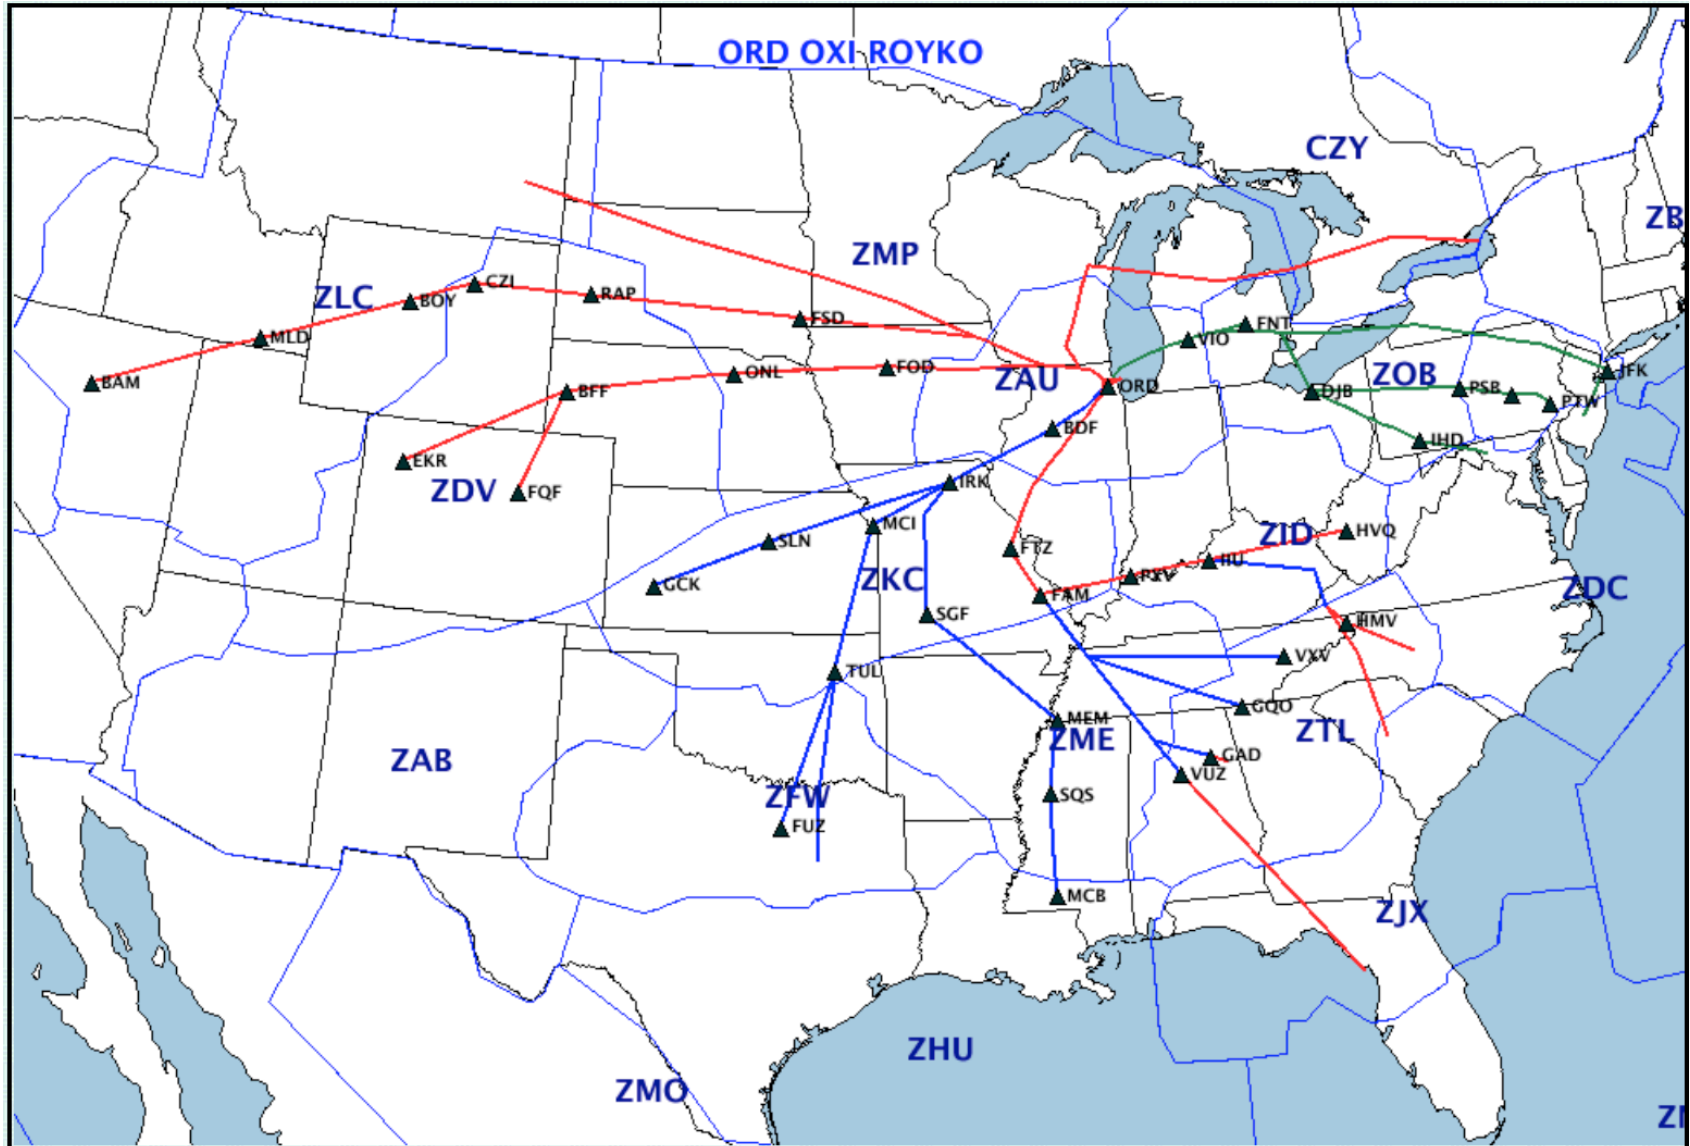 ORD OXI ROYKO
CZY
ZB
ZMP
ZLC
CZI
BOY
RAP
FSD
MLD
FNT
VIO
BAM
ONL
FOD
ZAU
ORD
ZOB
JFK
BFF
DJB
PSB
PTW
BDF
IHD
EKR
ZDV
FQF
IRK
MCI
SLN
FTZ
ZID
HVQ
IIU
GCK
ZKC
FAM
ZDC
SGF
HMV
VXV
TUL
GQO
MEM
ZME
ZTL
ZAB
GAD
VUZ
ZFW
SQS
FUZ
MCB
ZJX
ZHU
ZMO